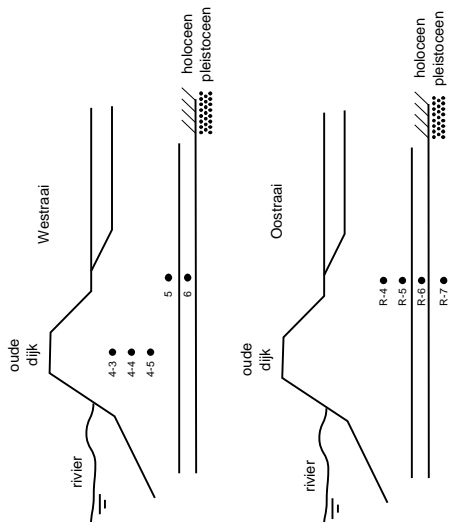 oude
dijk
Westraai
holoceen
pleistoceen
rivier
4-3
4-4
4-5
5
6
oude
dijk
Oostraai
holoceen
pleistoceen
rivier
R-4
R-5
R-6
R-7